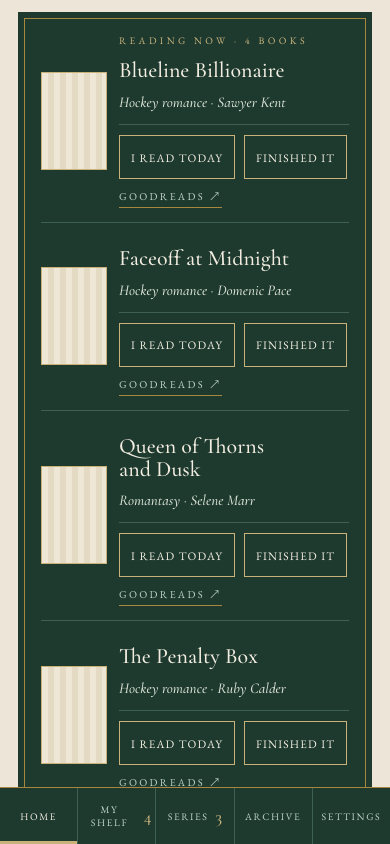 READING NOW · 4 BOOKS
Blueline Billionaire
Hockey romance · Sawyer Kent
I READ TODAY
FINISHED IT
GOODREADS ↗
Faceoff at Midnight
Hockey romance · Domenic Pace
I READ TODAY
FINISHED IT
GOODREADS ↗
Queen of Thorns
and Dusk
Romantasy · Selene Marr
I READ TODAY
FINISHED IT
GOODREADS ↗
The Penalty Box
Hockey romance · Ruby Calder
I READ TODAY
FINISHED IT
GOODREADS ↗
HOME
MY
SHELF 4
SERIES 3
ARCHIVE
SETTINGS